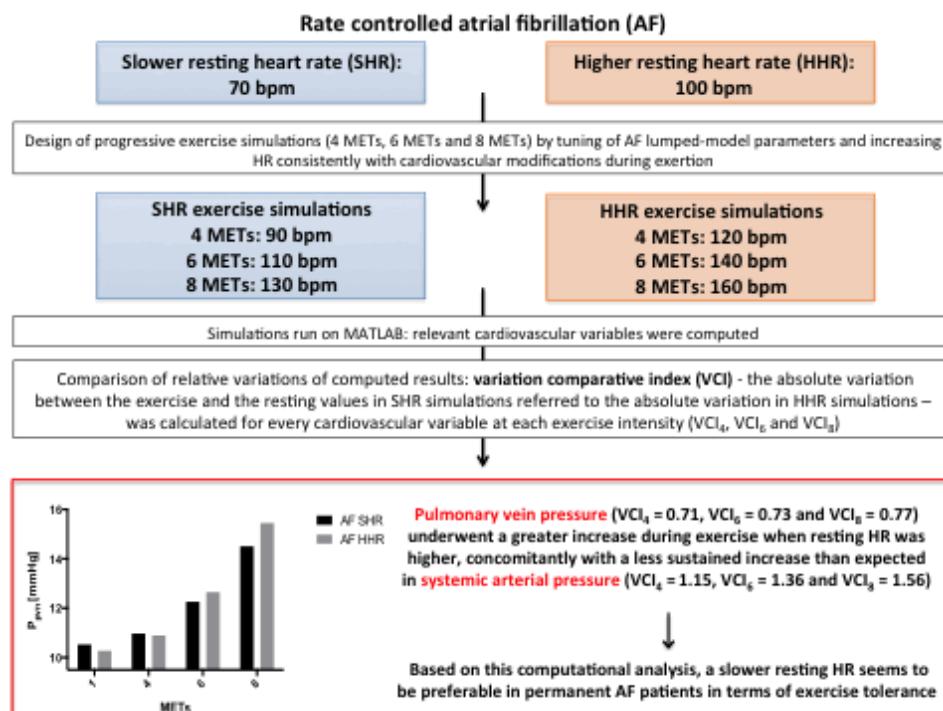 Rate controlled atrial fibrillation (AF)
Slower resting heart rate (SHR):
70 bpm
Higher resting heart rate (HHR):
100 bpm
Design of progressive exercise simulations (4 METs, 6 METs and 8 METs) by tuning of AF lumped-model parameters and increasing
HR consistently with cardiovascular modifications during exertion
SHR exercise simulations
4 METs: 90 bpm
6 METs: 110 bpm
8 METs: 130 bpm
HHR exercise simulations
4 METs: 120 bpm
6 METs: 140 bpm
8 METs: 160 bpm
Simulations run on MATLAB: relevant cardiovascular variables were computed
Comparison of relative variations of computed results: variation comparative index (VCI) - the absolute variation
between the exercise and the resting values in SHR simulations referred to the absolute variation in HHR simulations –
was calculated for every cardiovascular variable at each exercise intensity (VCI₄, VCI₆ and VCI₈)
16
14
12
10
P [mmHg]
1
4
6
8
METs
AF SHR
AF HHR
Pulmonary vein pressure (VCI₄ = 0.71, VCI₆ = 0.73 and VCI₈ = 0.77)
underwent a greater increase during exercise when resting HR was
higher, concomitantly with a less sustained increase than expected
in systemic arterial pressure (VCI₄ = 1.15, VCI₆ = 1.36 and VCI₈ = 1.56)
Based on this computational analysis, a slower resting HR seems to
be preferable in permanent AF patients in terms of exercise tolerance